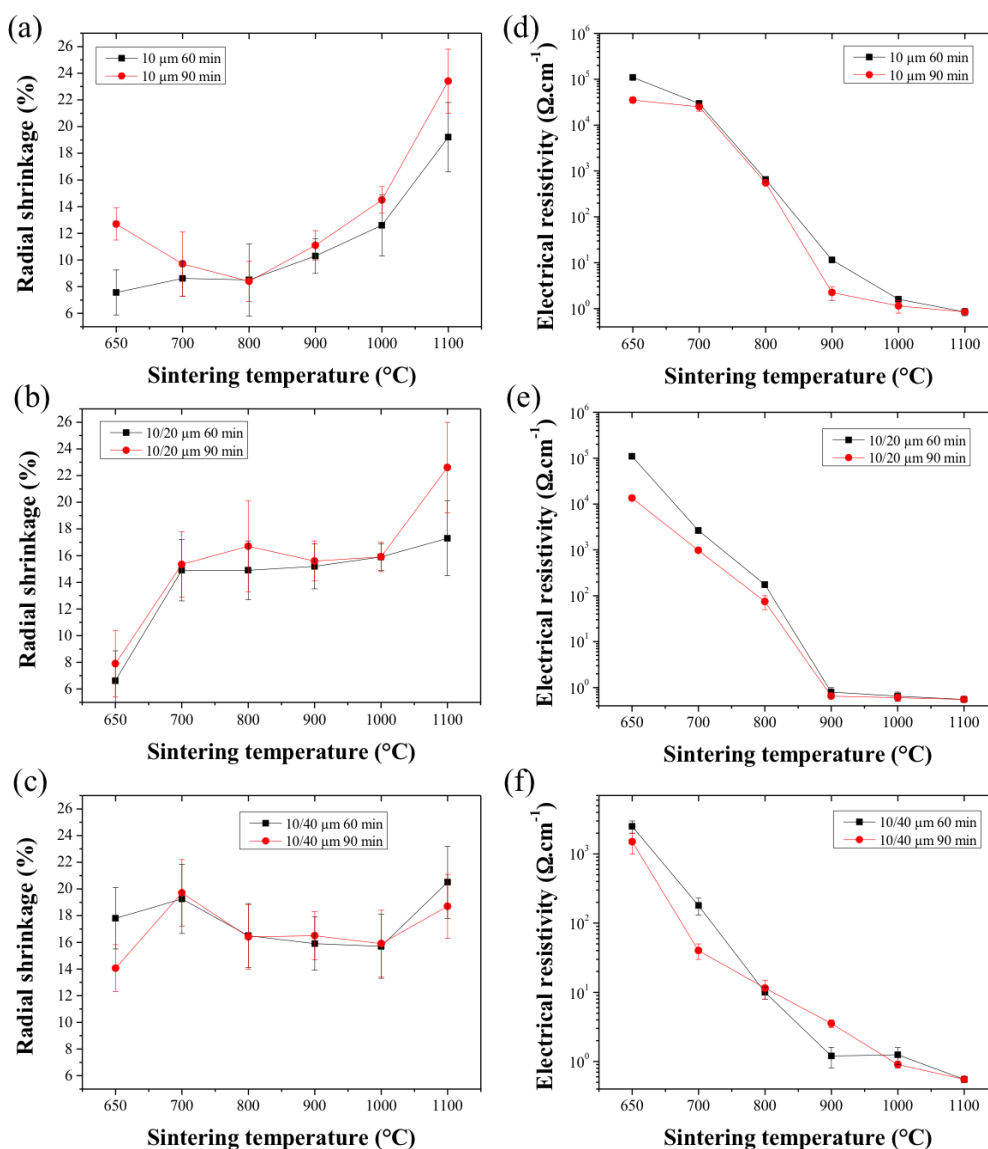 (a)
26
24
22
20
18
16
14
12
10
8
6
Radial shrinkage (%)
10 µm 60 min
10 µm 90 min
650 700 800 900 1000 1100
Sintering temperature (°C)
(d)
10⁶
10⁵
10⁴
10³
10²
10¹
10⁰
Electrical resistivity (Ω.cm⁻¹)
10 µm 60 min
10 µm 90 min
650 700 800 900 1000 1100
Sintering temperature (°C)
(b)
26
24
22
20
18
16
14
12
10
8
6
Radial shrinkage (%)
10/20 µm 60 min
10/20 µm 90 min
650 700 800 900 1000 1100
Sintering temperature (°C)
(e)
10⁶
10⁵
10⁴
10³
10²
10¹
10⁰
Electrical resistivity (Ω.cm⁻¹)
10/20 µm 60 min
10/20 µm 90 min
650 700 800 900 1000 1100
Sintering temperature (°C)
(c)
26
24
22
20
18
16
14
12
10
8
6
Radial shrinkage (%)
10/40 µm 60 min
10/40 µm 90 min
650 700 800 900 1000 1100
Sintering temperature (°C)
(f)
10³
10²
10¹
10⁰
Electrical resistivity (Ω.cm⁻¹)
10/40 µm 60 min
10/40 µm 90 min
650 700 800 900 1000 1100
Sintering temperature (°C)